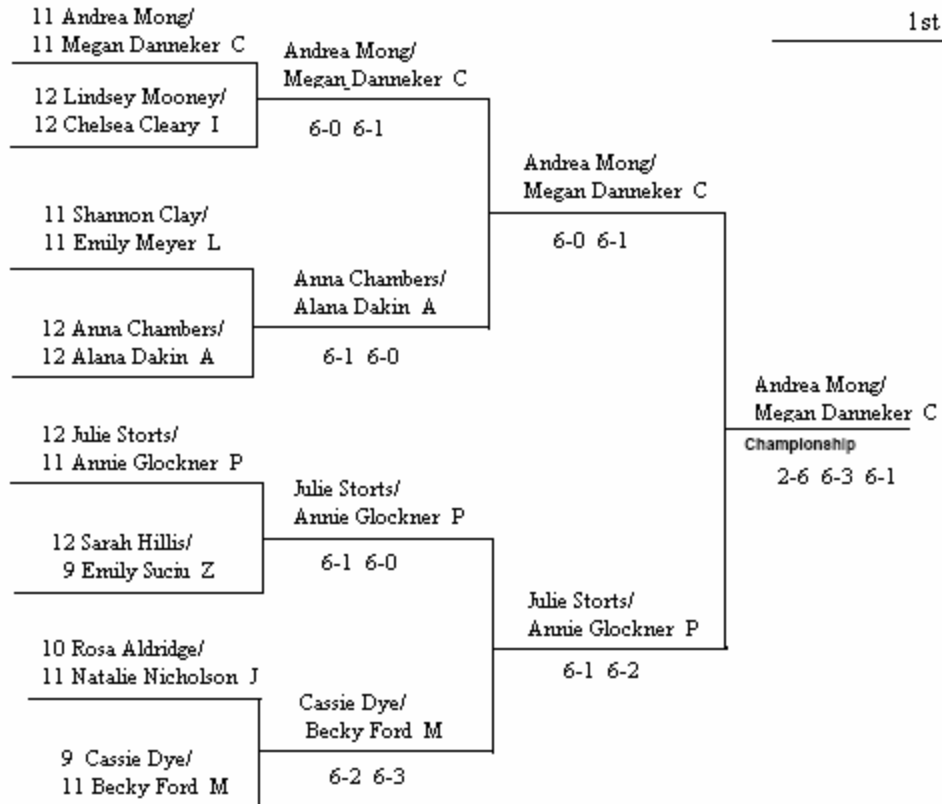 11 Andrea Mong/
11 Megan Danneker C
12 Lindsey Mooney/
12 Chelsea Cleary I
11 Shannon Clay/
11 Emily Meyer L
12 Anna Chambers/
12 Alana Dakin A
12 Julie Storts/
11 Annie Glockner P
12 Sarah Hillis/
9 Emily Suciu Z
10 Rosa Aldridge/
11 Natalie Nicholson J
9 Cassie Dye/
11 Becky Ford M
Andrea Mong/
Megan Danneker C
6-0 6-1
Anna Chambers/
Alana Dakin A
6-1 6-0
Julie Storts/
Annie Glockner P
6-1 6-0
Cassie Dye/
Becky Ford M
6-2 6-3
Andrea Mong/
Megan Danneker C
6-0 6-1
Julie Storts/
Annie Glockner P
6-1 6-2
1st
Andrea Mong/
Megan Danneker C
Championship
2-6 6-3 6-1